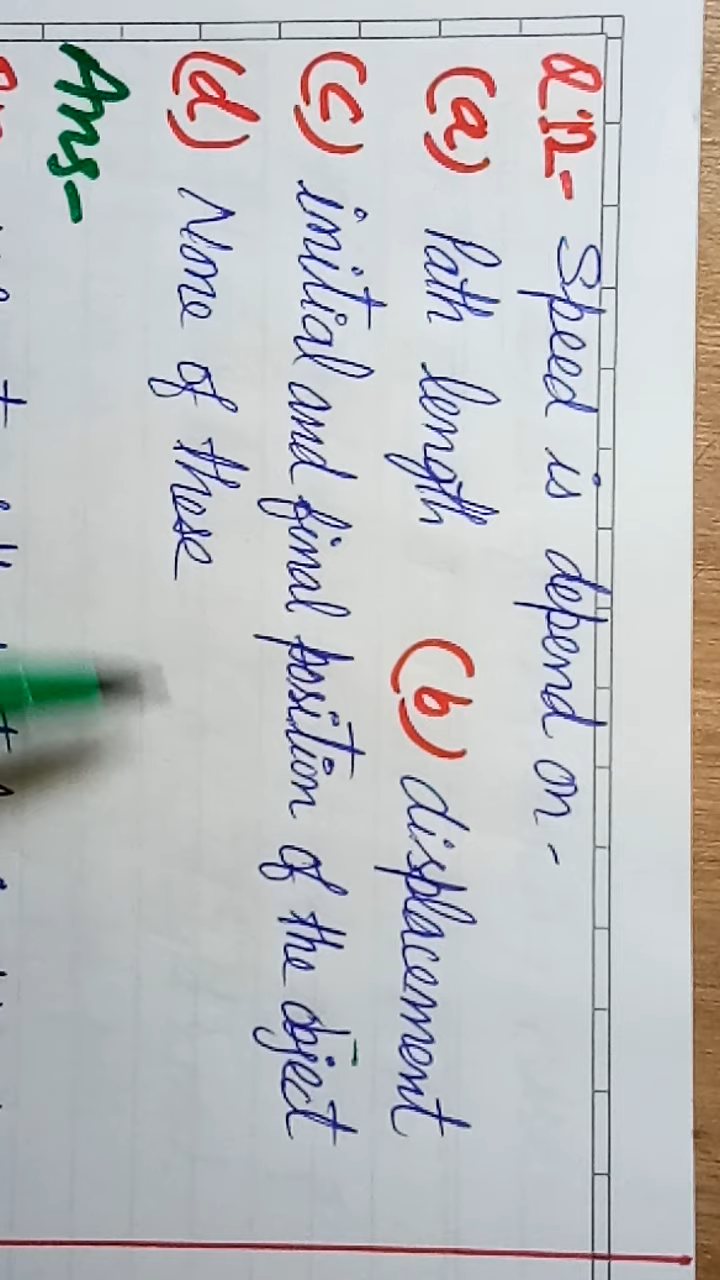 Q.12- Speed is depend on -
(a) Path length (b) displacement
(c) initial and final position of the object
(d) None of these
Ans-